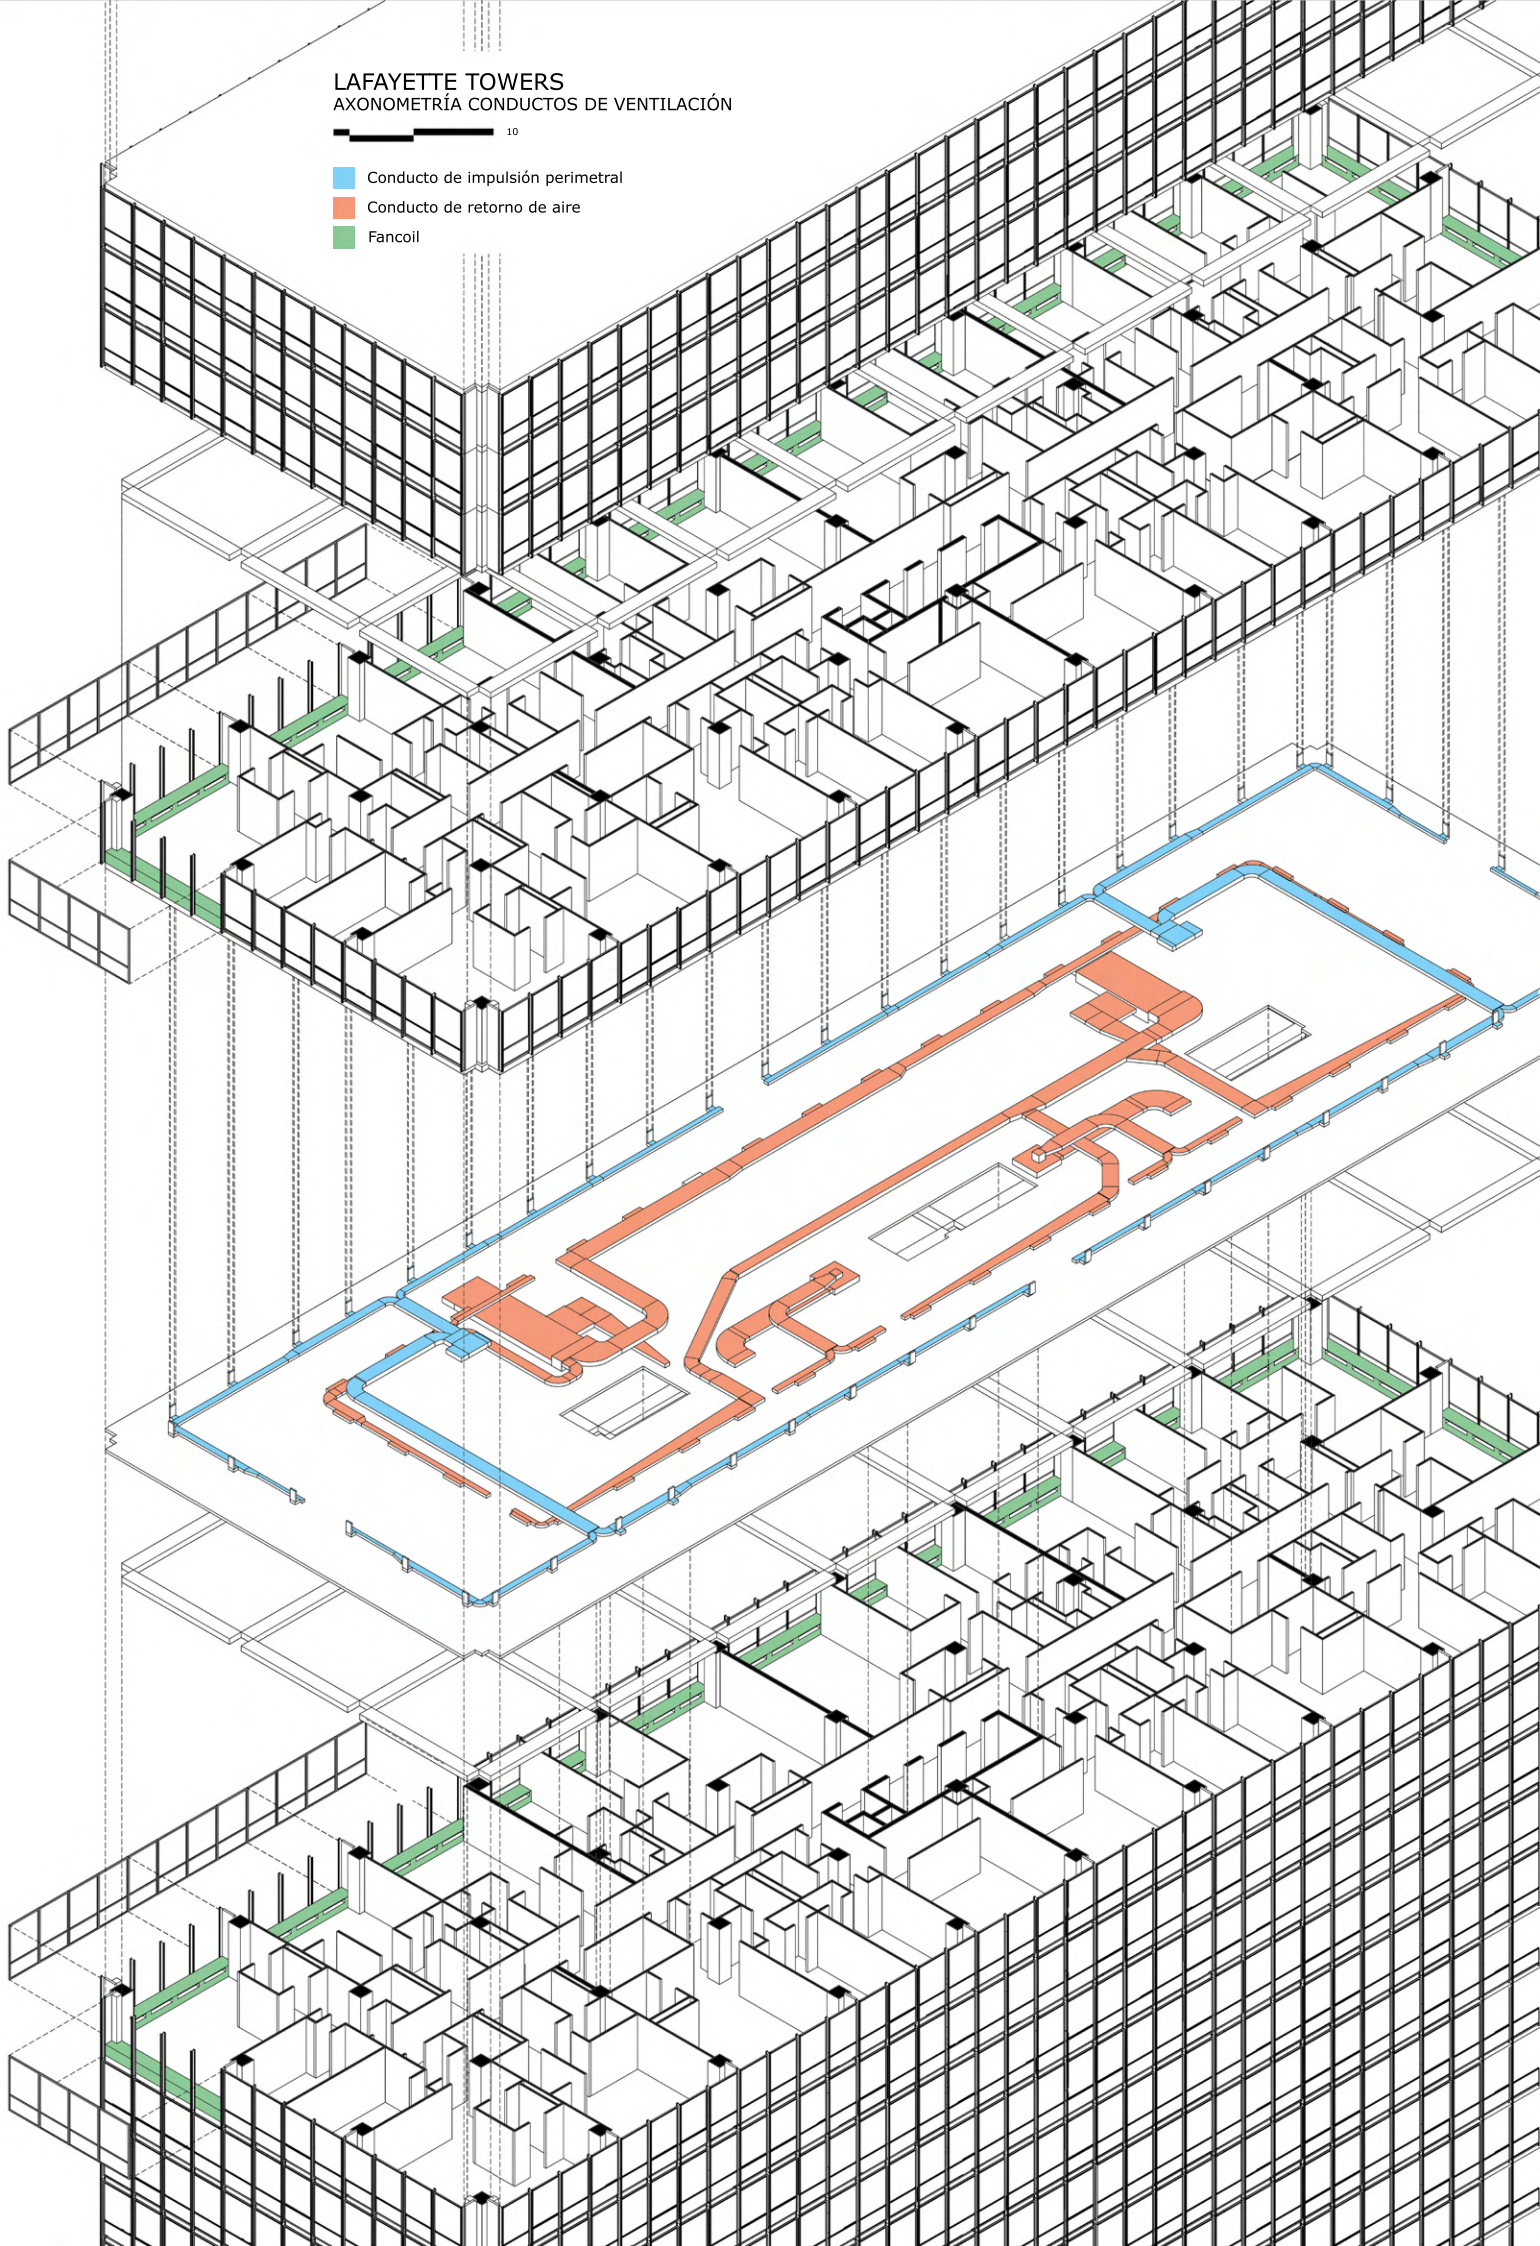 LAFAYETTE TOWERS
AXONOMETRÍA CONDUCTOS DE VENTILACIÓN
10
Conducto de impulsión perimetral
Conducto de retorno de aire
Fancoil